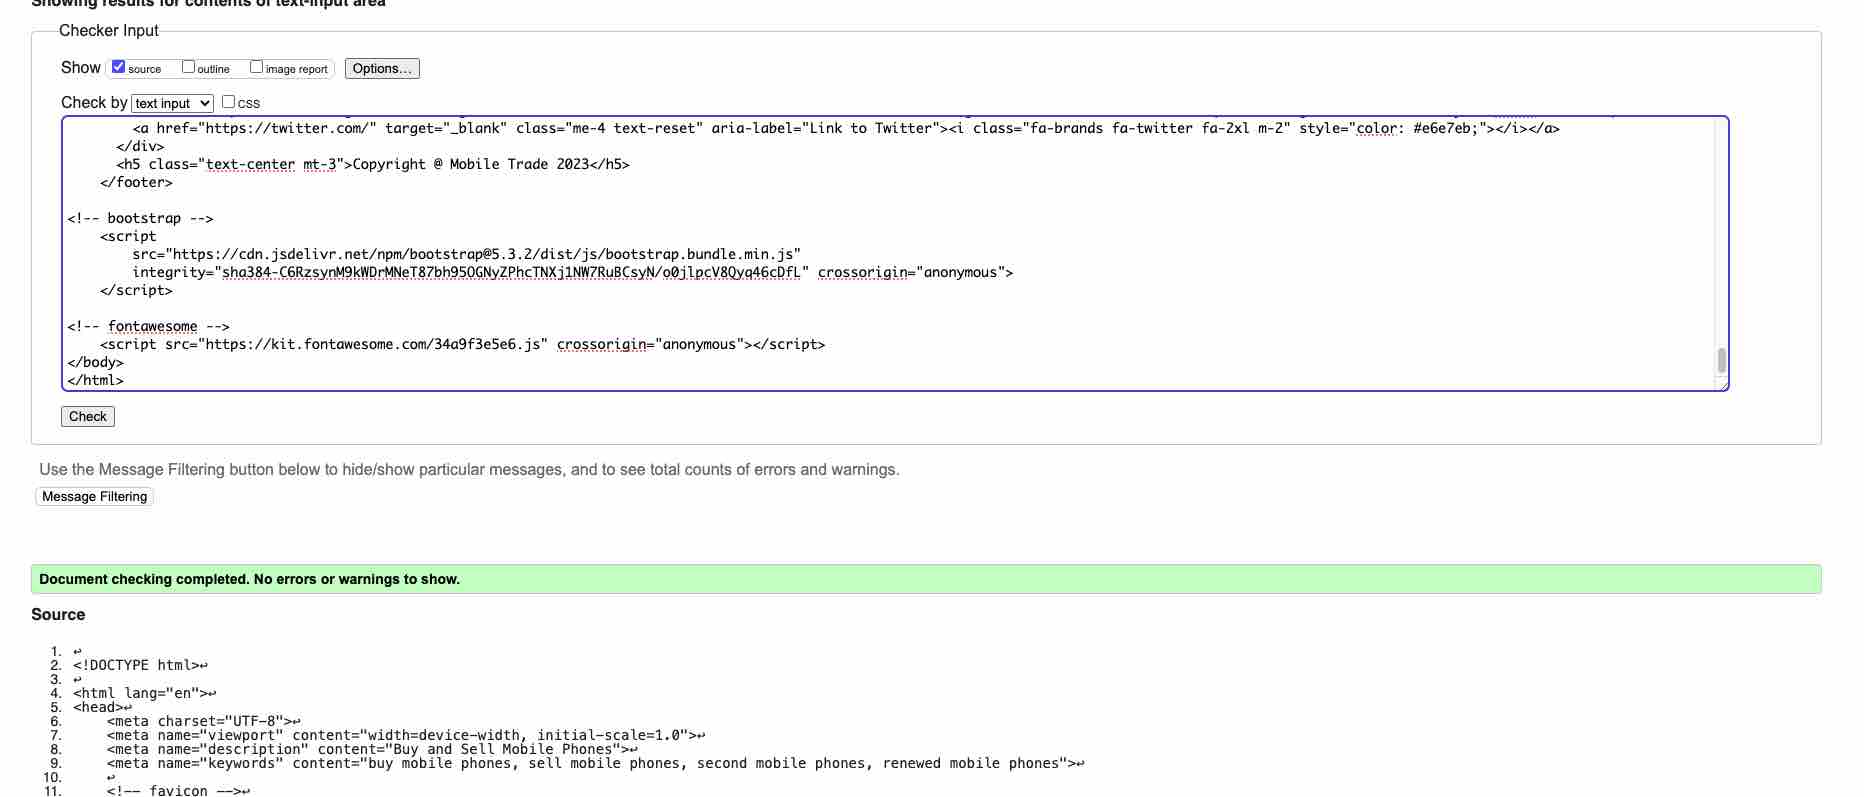 Showing results for contents of text-input area
Checker Input
Show source outline image report Options...
Check by text input css
<a href="https://twitter.com/" target="_blank" class="me-4 text-reset" aria-label="Link to Twitter"><i class="fa-brands fa-twitter fa-2xl m-2" style="color: #e6e7eb;"></i></a>
</div>
<h5 class="text-center mt-3">Copyright @ Mobile Trade 2023</h5>
</footer>
<!-- bootstrap -->
<script
src="https://cdn.jsdelivr.net/npm/bootstrap@5.3.2/dist/js/bootstrap.bundle.min.js"
integrity="sha384-C6RzsynM9kWDrMNeT87bh95OGNyZPhcTNXj1NW7RuBCsyN/o0jlpcV8Qyq46cDfL" crossorigin="anonymous">
</script>
<!-- fontawesome -->
<script src="https://kit.fontawesome.com/34a9f3e5e6.js" crossorigin="anonymous"></script>
</body>
</html>
Check
Use the Message Filtering button below to hide/show particular messages, and to see total counts of errors and warnings.
Message Filtering
Document checking completed. No errors or warnings to show.
Source
1. ↩
2. <!DOCTYPE html>↩
3. ↩
4. <html lang="en">↩
5. <head>↩
6. <meta charset="UTF-8">↩
7. <meta name="viewport" content="width=device-width, initial-scale=1.0">↩
8. <meta name="description" content="Buy and Sell Mobile Phones">↩
9. <meta name="keywords" content="buy mobile phones, sell mobile phones, second mobile phones, renewed mobile phones">↩
10. ↩
11. <!-- favicon -->↩